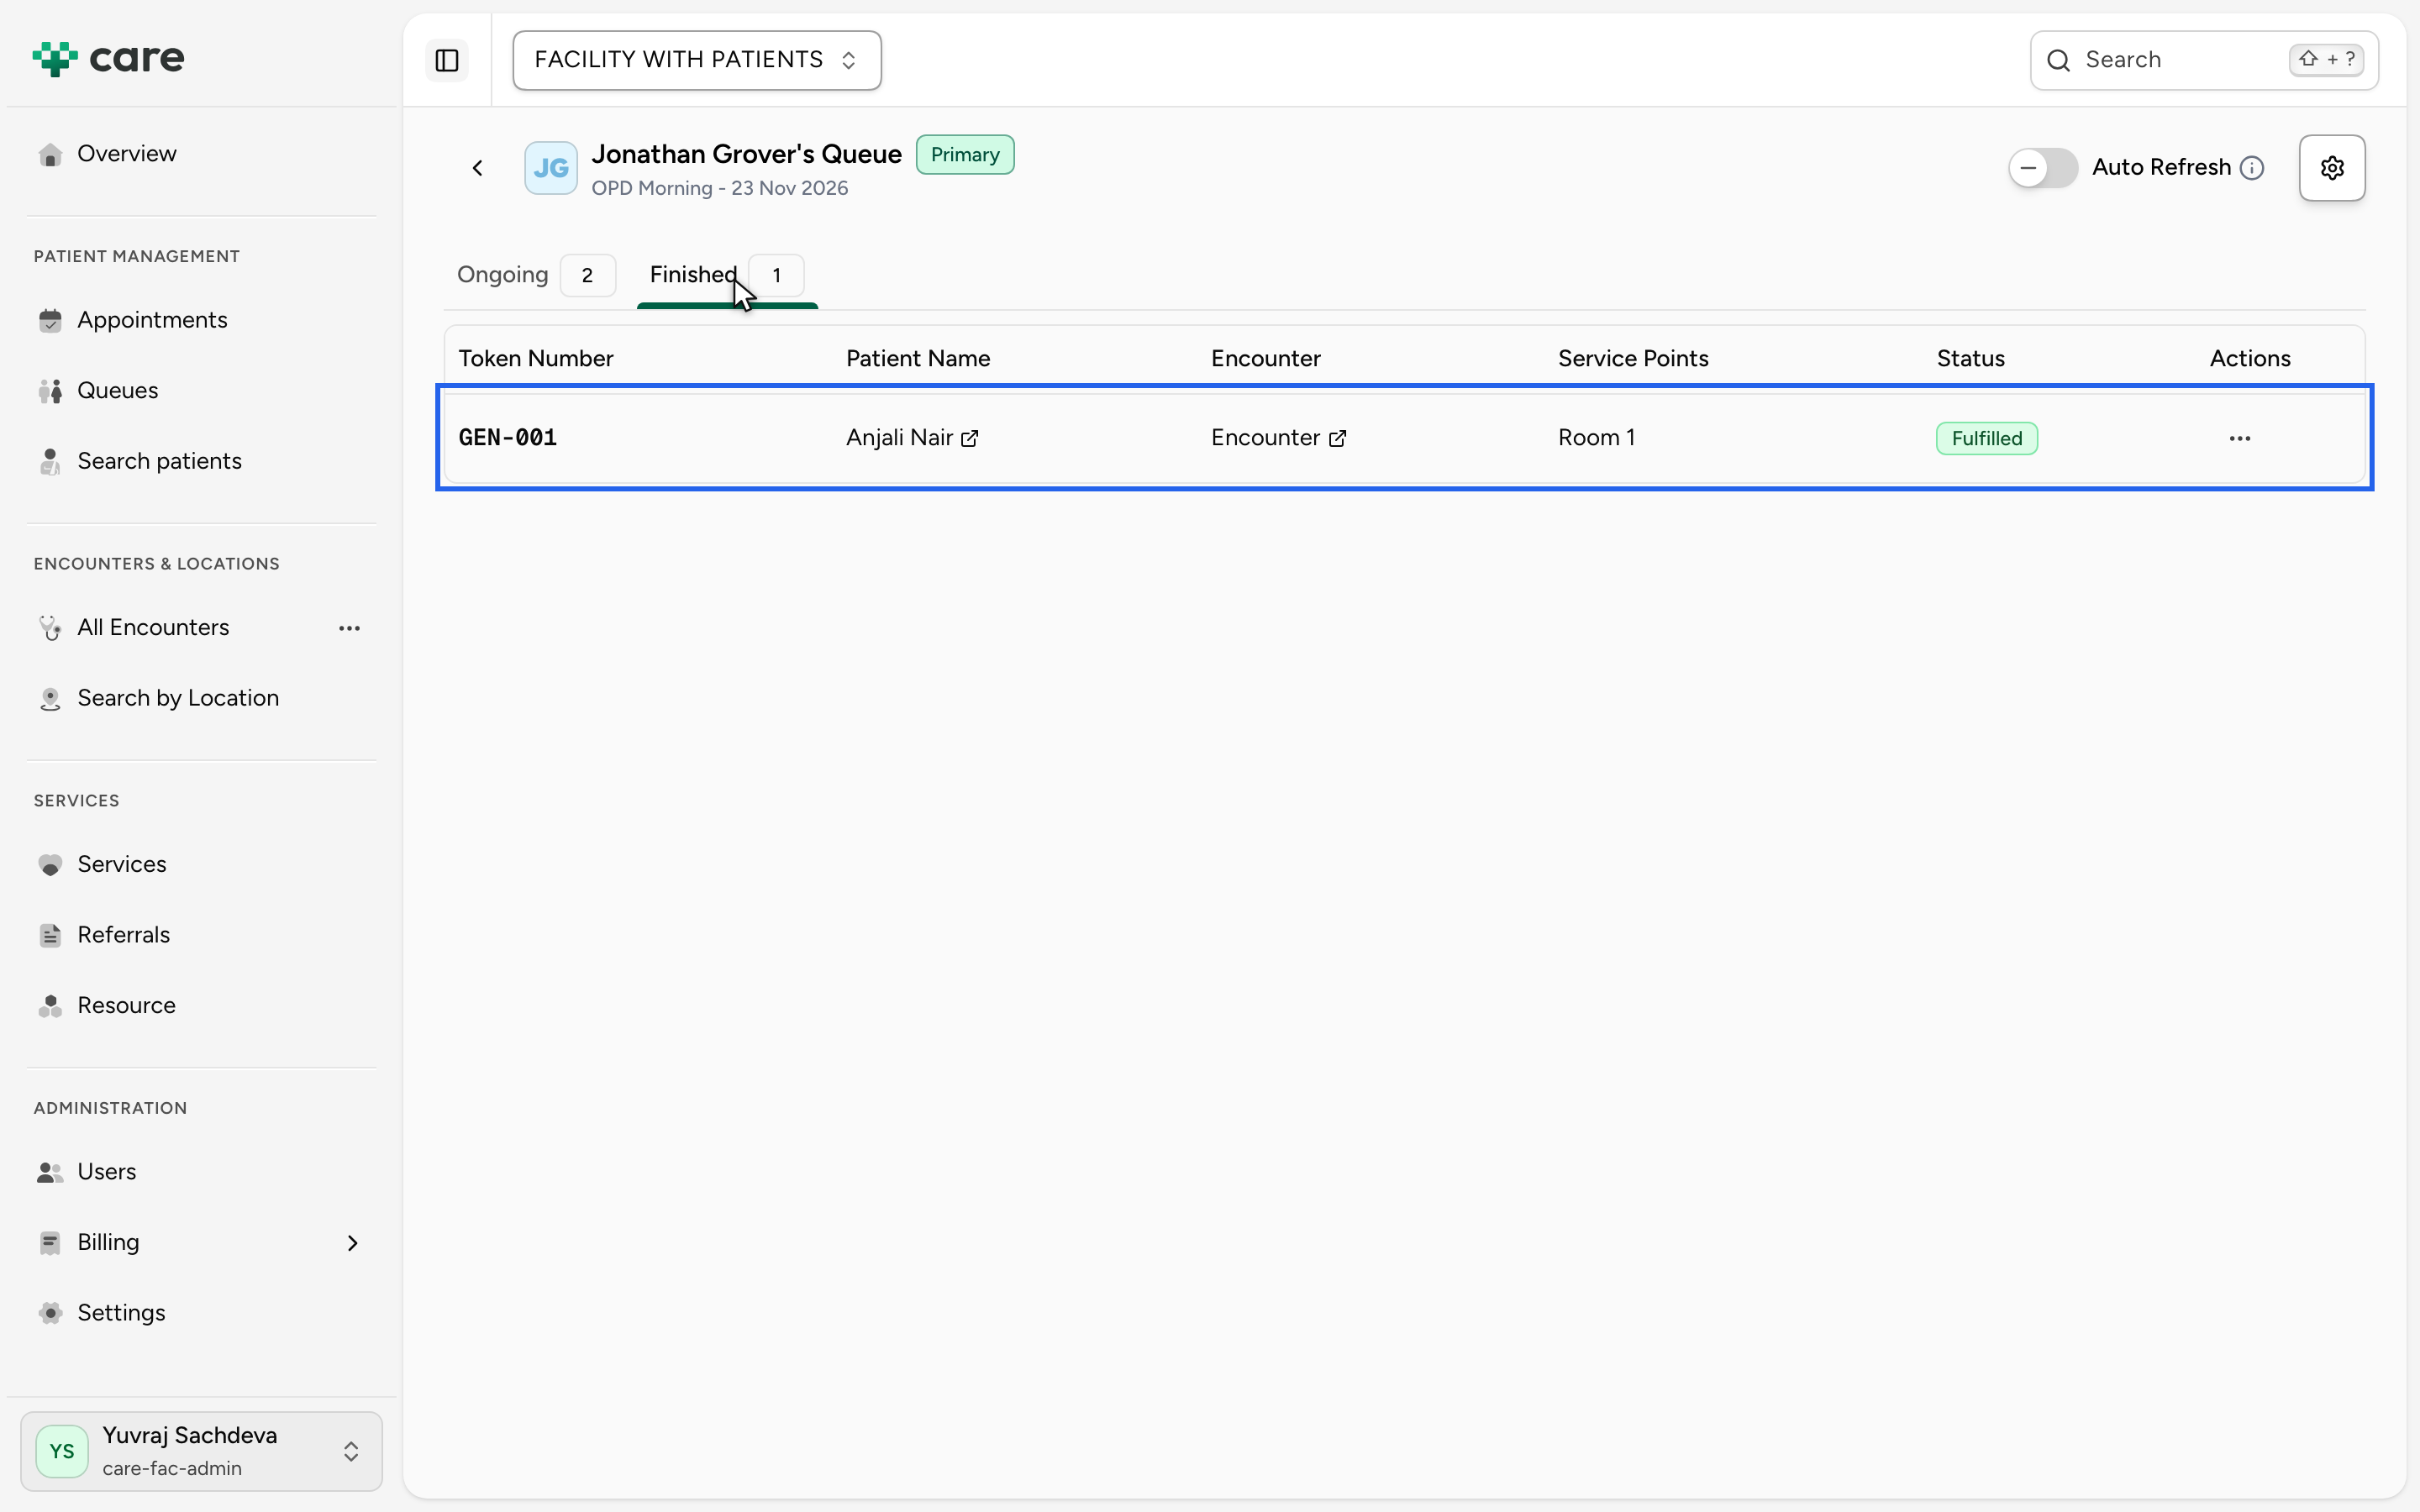 care
FACILITY WITH PATIENTS
Search
+ ?
Overview
PATIENT MANAGEMENT
Appointments
Queues
Search patients
ENCOUNTERS & LOCATIONS
All Encounters
Search by Location
SERVICES
Services
Referrals
Resource
ADMINISTRATION
Users
Billing
Settings
YS
Yuvraj Sachdeva
care-fac-admin
JG
Jonathan Grover's Queue
Primary
OPD Morning - 23 Nov 2026
Auto Refresh
Ongoing 2
Finished 1
Token Number Patient Name Encounter Service Points Status Actions
GEN-001 Anjali Nair Encounter Room 1 Fulfilled